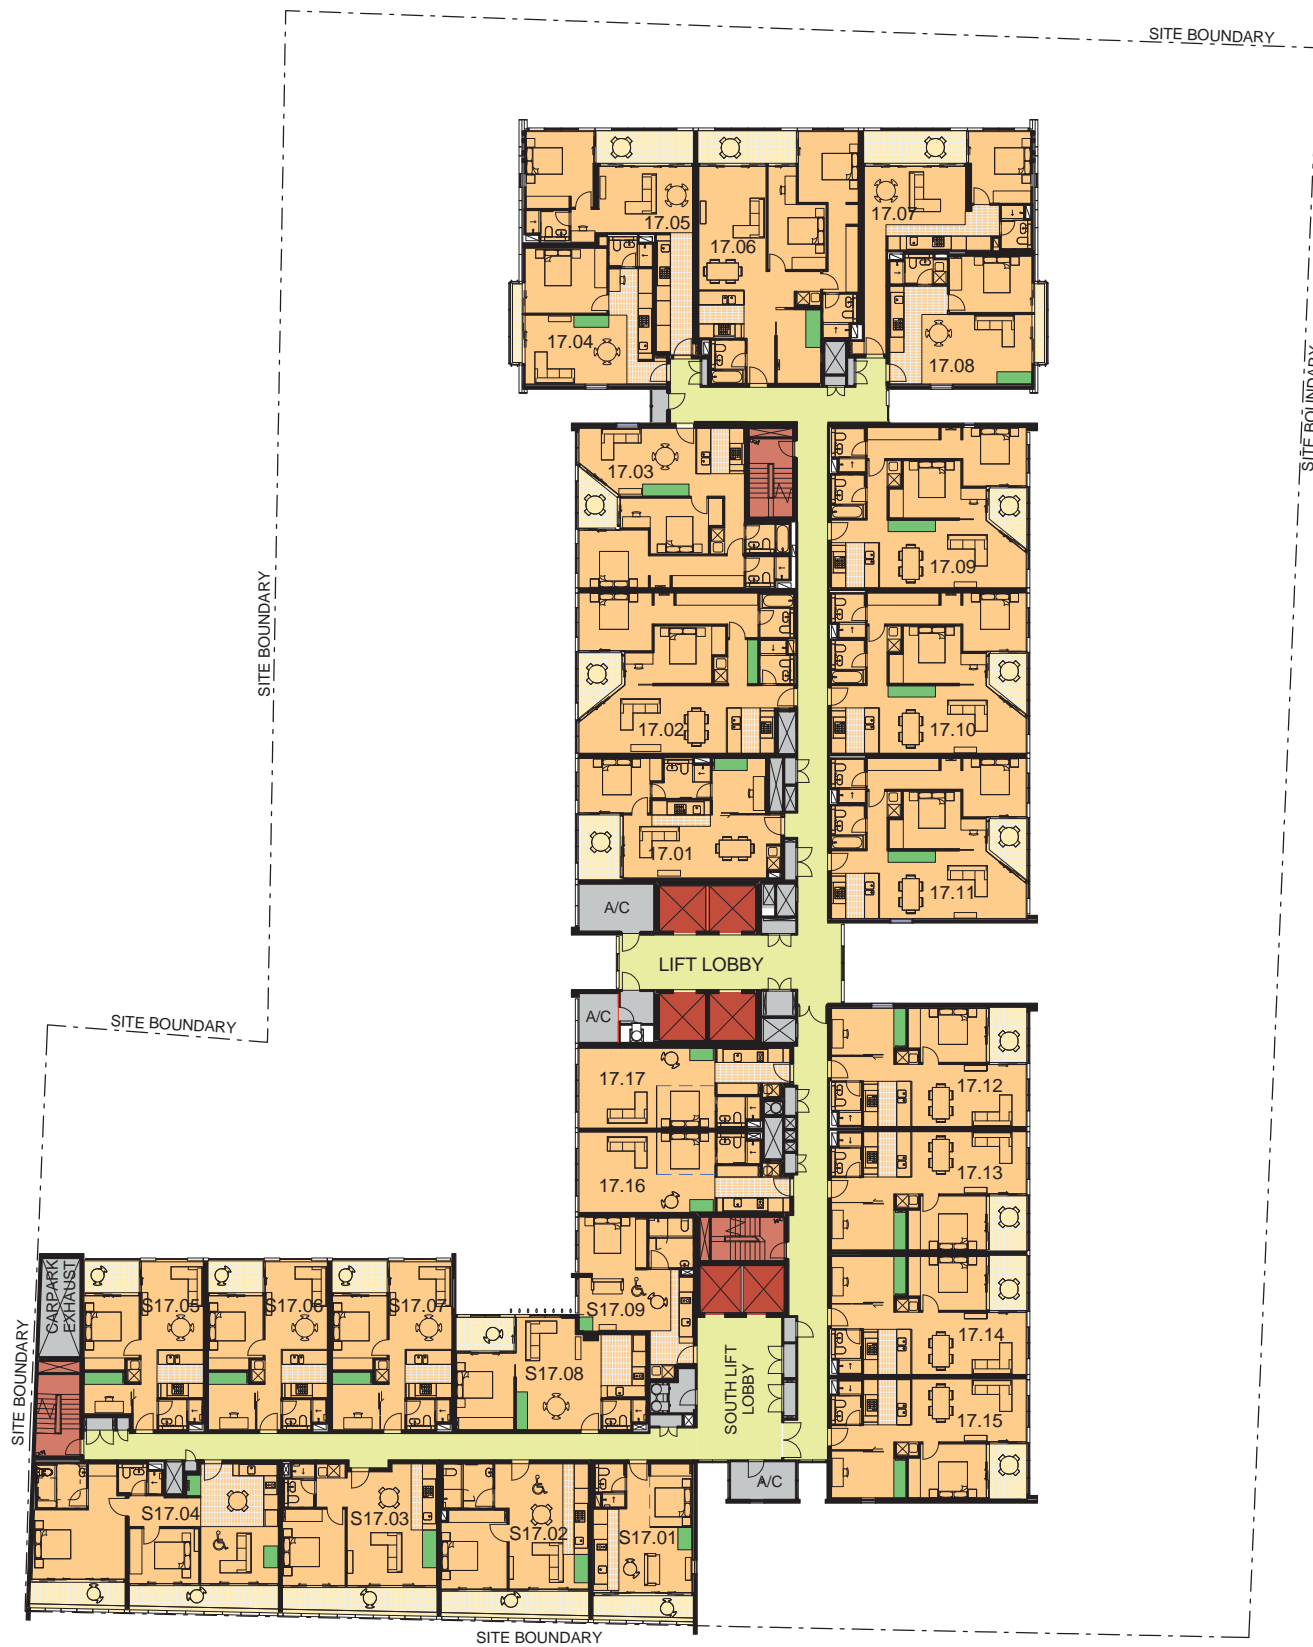 SITE BOUNDARY
17.05
17.06
17.07
17.04
17.08
SITE BOUNDARY
17.03
17.09
SITE BOUNDARY
17.02
17.10
17.01
17.11
A/C
LIFT LOBBY
A/C
SITE BOUNDARY
17.17
17.12
17.13
17.16
CARPARK
EXHAUST
S17.05
S17.06
S17.07
S17.09
17.14
SITE BOUNDARY
S17.08
SOUTH LIFT
LOBBY
17.15
A/C
S17.04
S17.03
S17.02
S17.01
SITE BOUNDARY